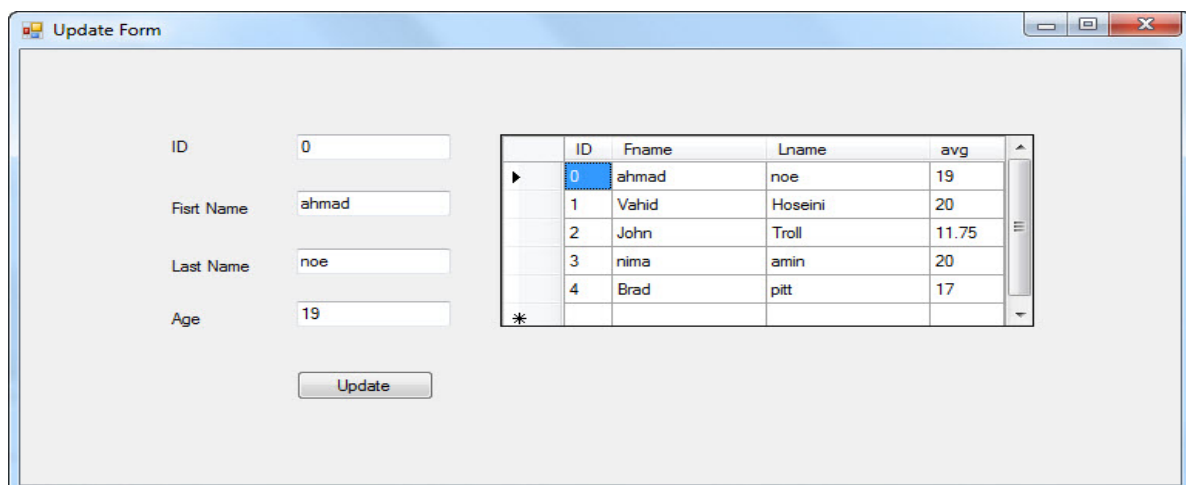 Update Form
ID 0
Fisrt Name ahmad
Last Name noe
Age 19
Update
ID Fname Lname avg
0 ahmad noe 19
1 Vahid Hoseini 20
2 John Troll 11.75
3 nima amin 20
4 Brad pitt 17